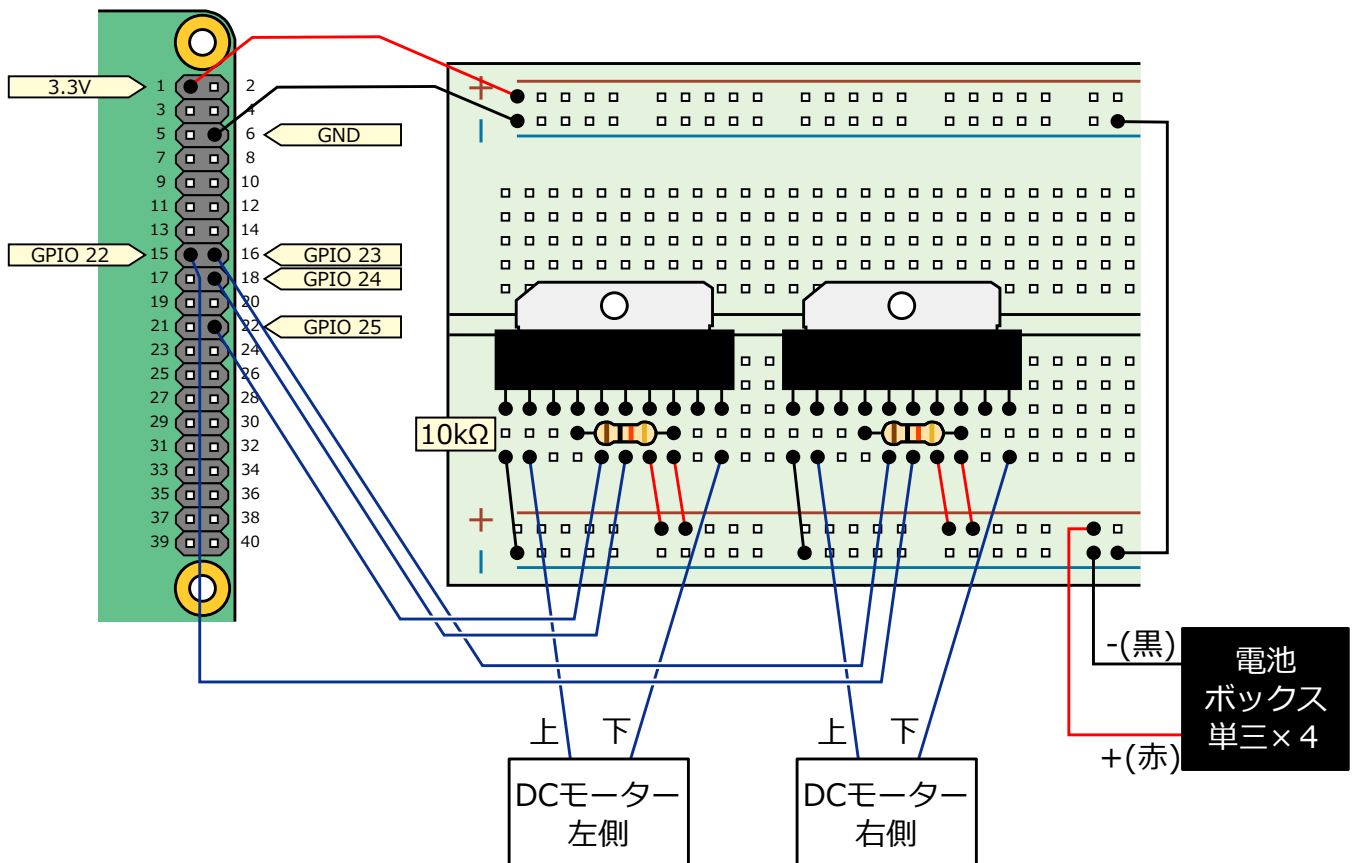 3.3V
GND
GPIO 22
GPIO 23
GPIO 24
GPIO 25
1 2
3 4
5 6
7 8
9 10
11 12
13 14
15 16
17 18
19 20
21 22
23 24
25 26
27 28
29 30
31 32
33 34
35 36
37 38
39 40
+
−
10kΩ
+
−
-(黒)
+(赤)
電池
ボックス
単三×4
上 下
DCモーター
左側
上 下
DCモーター
右側